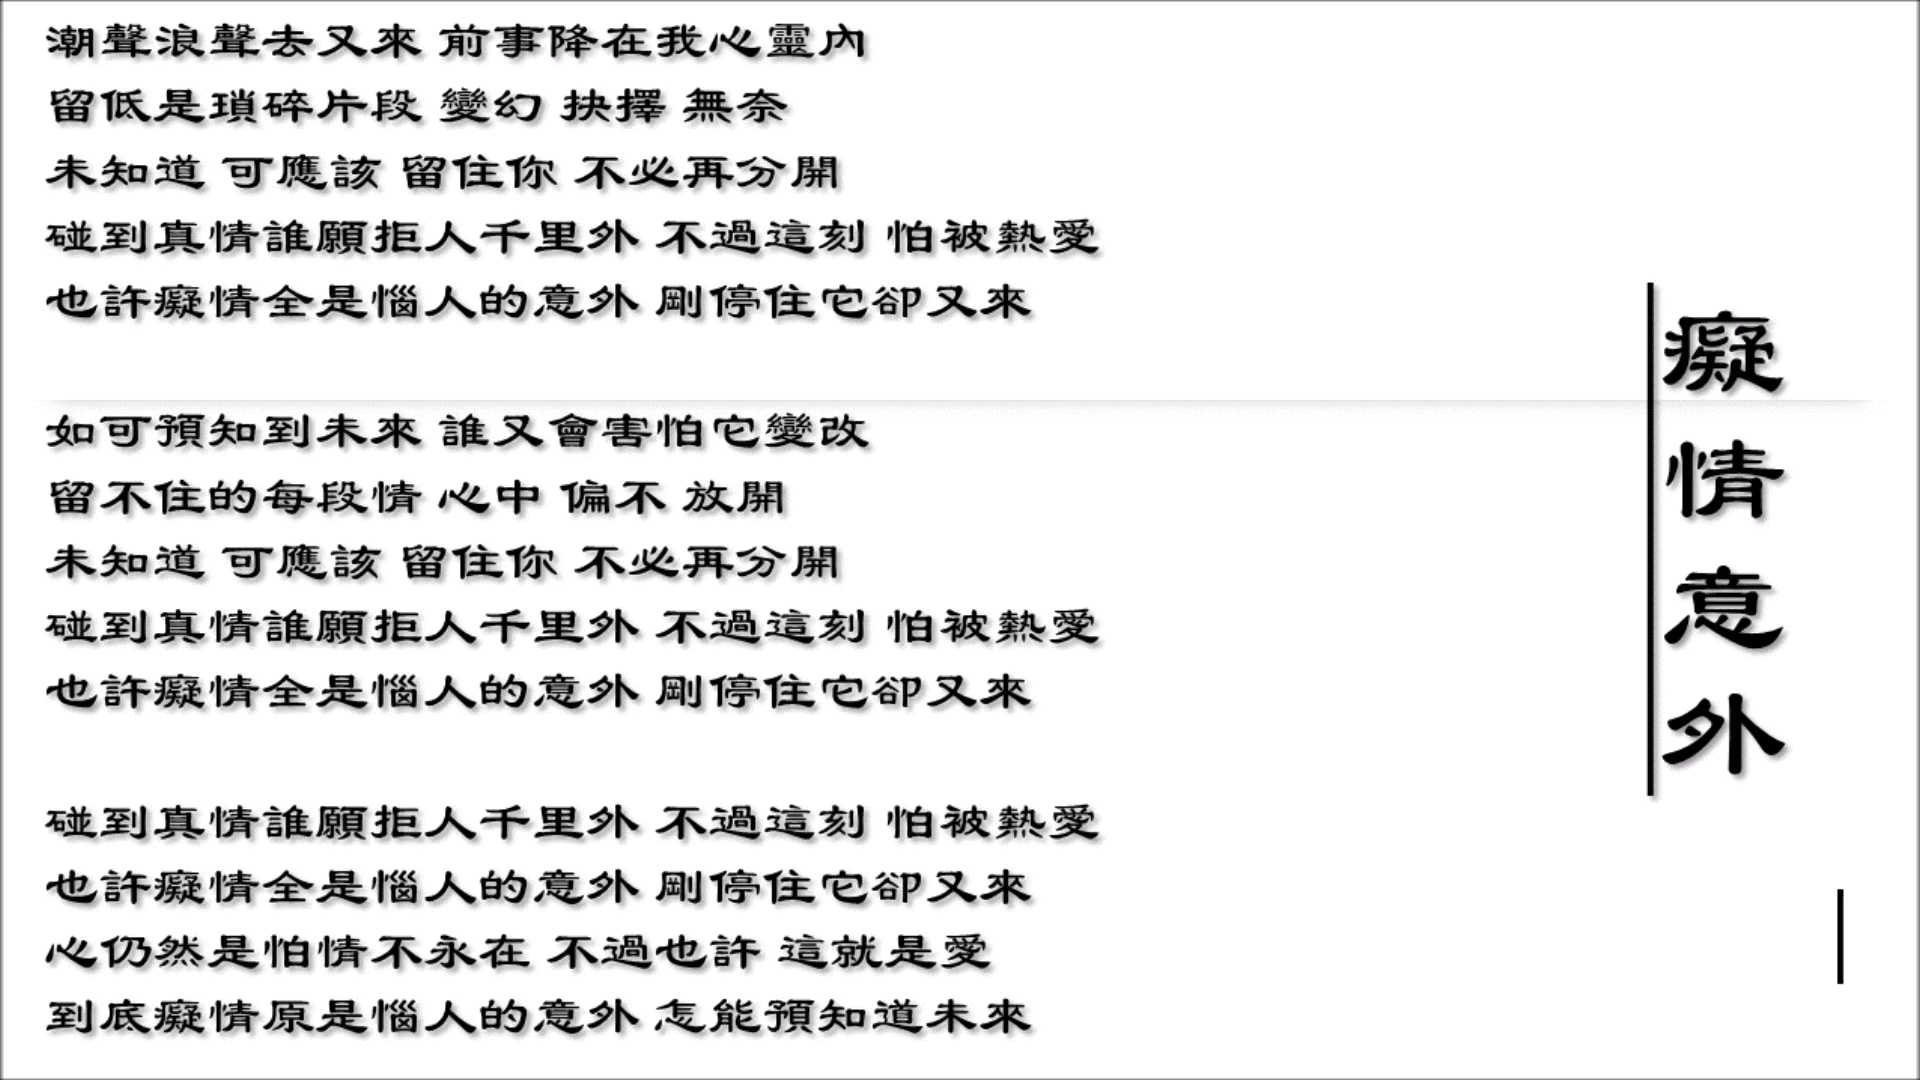 潮聲浪聲去又來 前事降在我心靈內
留低是瑣碎片段 變幻 抉擇 無奈
未知道 可應該 留住你 不必再分開
碰到真情誰願拒人千里外 不過這刻 怕被熱愛
也許癡情全是惱人的意外 剛停住它卻又來
如可預知到未來 誰又會害怕它變改
留不住的每段情 心中 偏不 放開
未知道 可應該 留住你 不必再分開
碰到真情誰願拒人千里外 不過這刻 怕被熱愛
也許癡情全是惱人的意外 剛停住它卻又來
碰到真情誰願拒人千里外 不過這刻 怕被熱愛
也許癡情全是惱人的意外 剛停住它卻又來
心仍然是怕情不永在 不過也許 這就是愛
到底癡情原是惱人的意外 怎能預知道未來
癡情意外